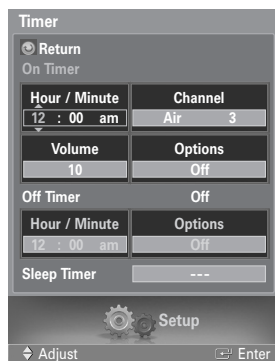 Timer
Return
On Timer
Hour / Minute Channel
12 : 00 am Air 3
Volume Options
10 Off
Off Timer Off
Hour / Minute Options
12 : 00 am Off
Sleep Timer ---
Setup
Adjust Enter